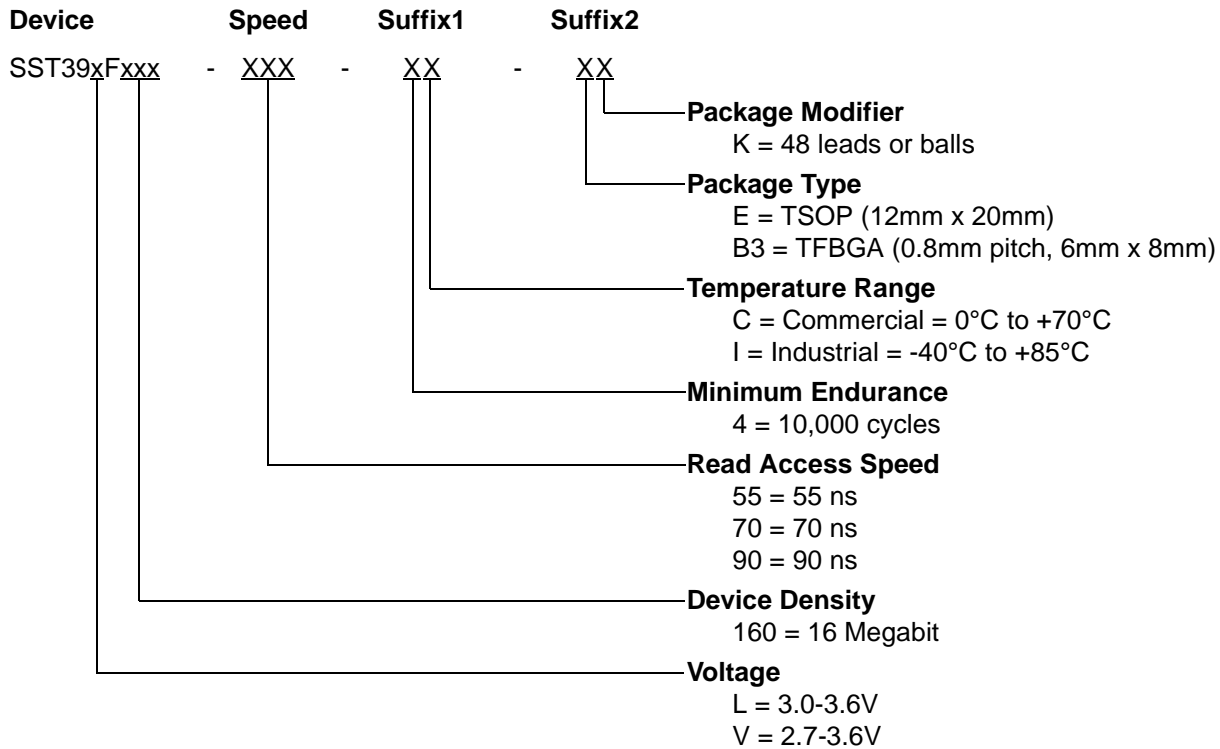 Device Speed Suffix1 Suffix2
SST39xFxxx - XXX - XX - XX
Package Modifier
K = 48 leads or balls
Package Type
E = TSOP (12mm x 20mm)
B3 = TFBGA (0.8mm pitch, 6mm x 8mm)
Temperature Range
C = Commercial = 0°C to +70°C
I = Industrial = -40°C to +85°C
Minimum Endurance
4 = 10,000 cycles
Read Access Speed
55 = 55 ns
70 = 70 ns
90 = 90 ns
Device Density
160 = 16 Megabit
Voltage
L = 3.0-3.6V
V = 2.7-3.6V